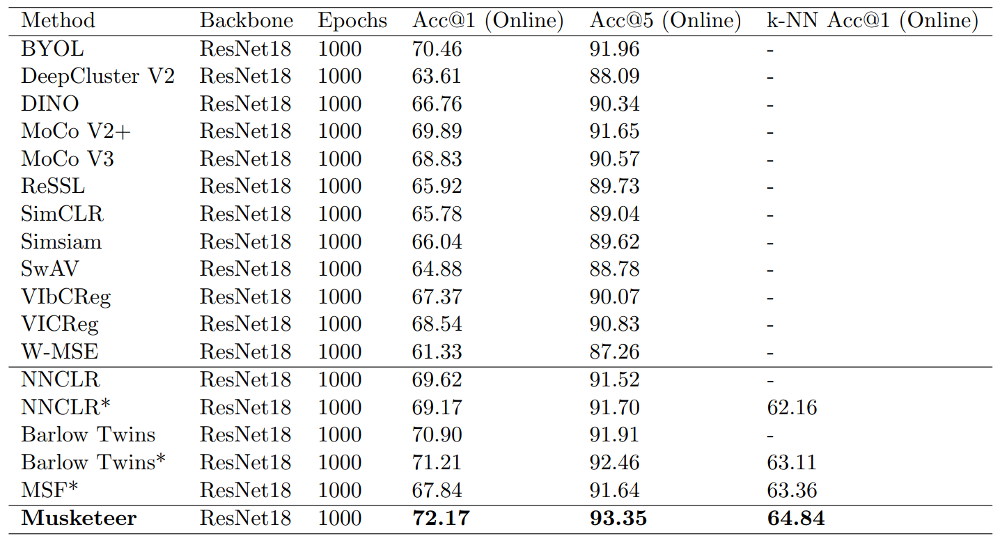 Method Backbone Epochs Acc@1 (Online) Acc@5 (Online) k-NN Acc@1 (Online)
BYOL ResNet18 1000 70.46 91.96 -
DeepCluster V2 ResNet18 1000 63.61 88.09 -
DINO ResNet18 1000 66.76 90.34 -
MoCo V2+ ResNet18 1000 69.89 91.65 -
MoCo V3 ResNet18 1000 68.83 90.57 -
ReSSL ResNet18 1000 65.92 89.73 -
SimCLR ResNet18 1000 65.78 89.04 -
Simsiam ResNet18 1000 66.04 89.62 -
SwAV ResNet18 1000 64.88 88.78 -
VIbCReg ResNet18 1000 67.37 90.07 -
VICReg ResNet18 1000 68.54 90.83 -
W-MSE ResNet18 1000 61.33 87.26 -
NNCLR ResNet18 1000 69.62 91.52 -
NNCLR* ResNet18 1000 69.17 91.70 62.16
Barlow Twins ResNet18 1000 70.90 91.91 -
Barlow Twins* ResNet18 1000 71.21 92.46 63.11
MSF* ResNet18 1000 67.84 91.64 63.36
Musketeer ResNet18 1000 72.17 93.35 64.84